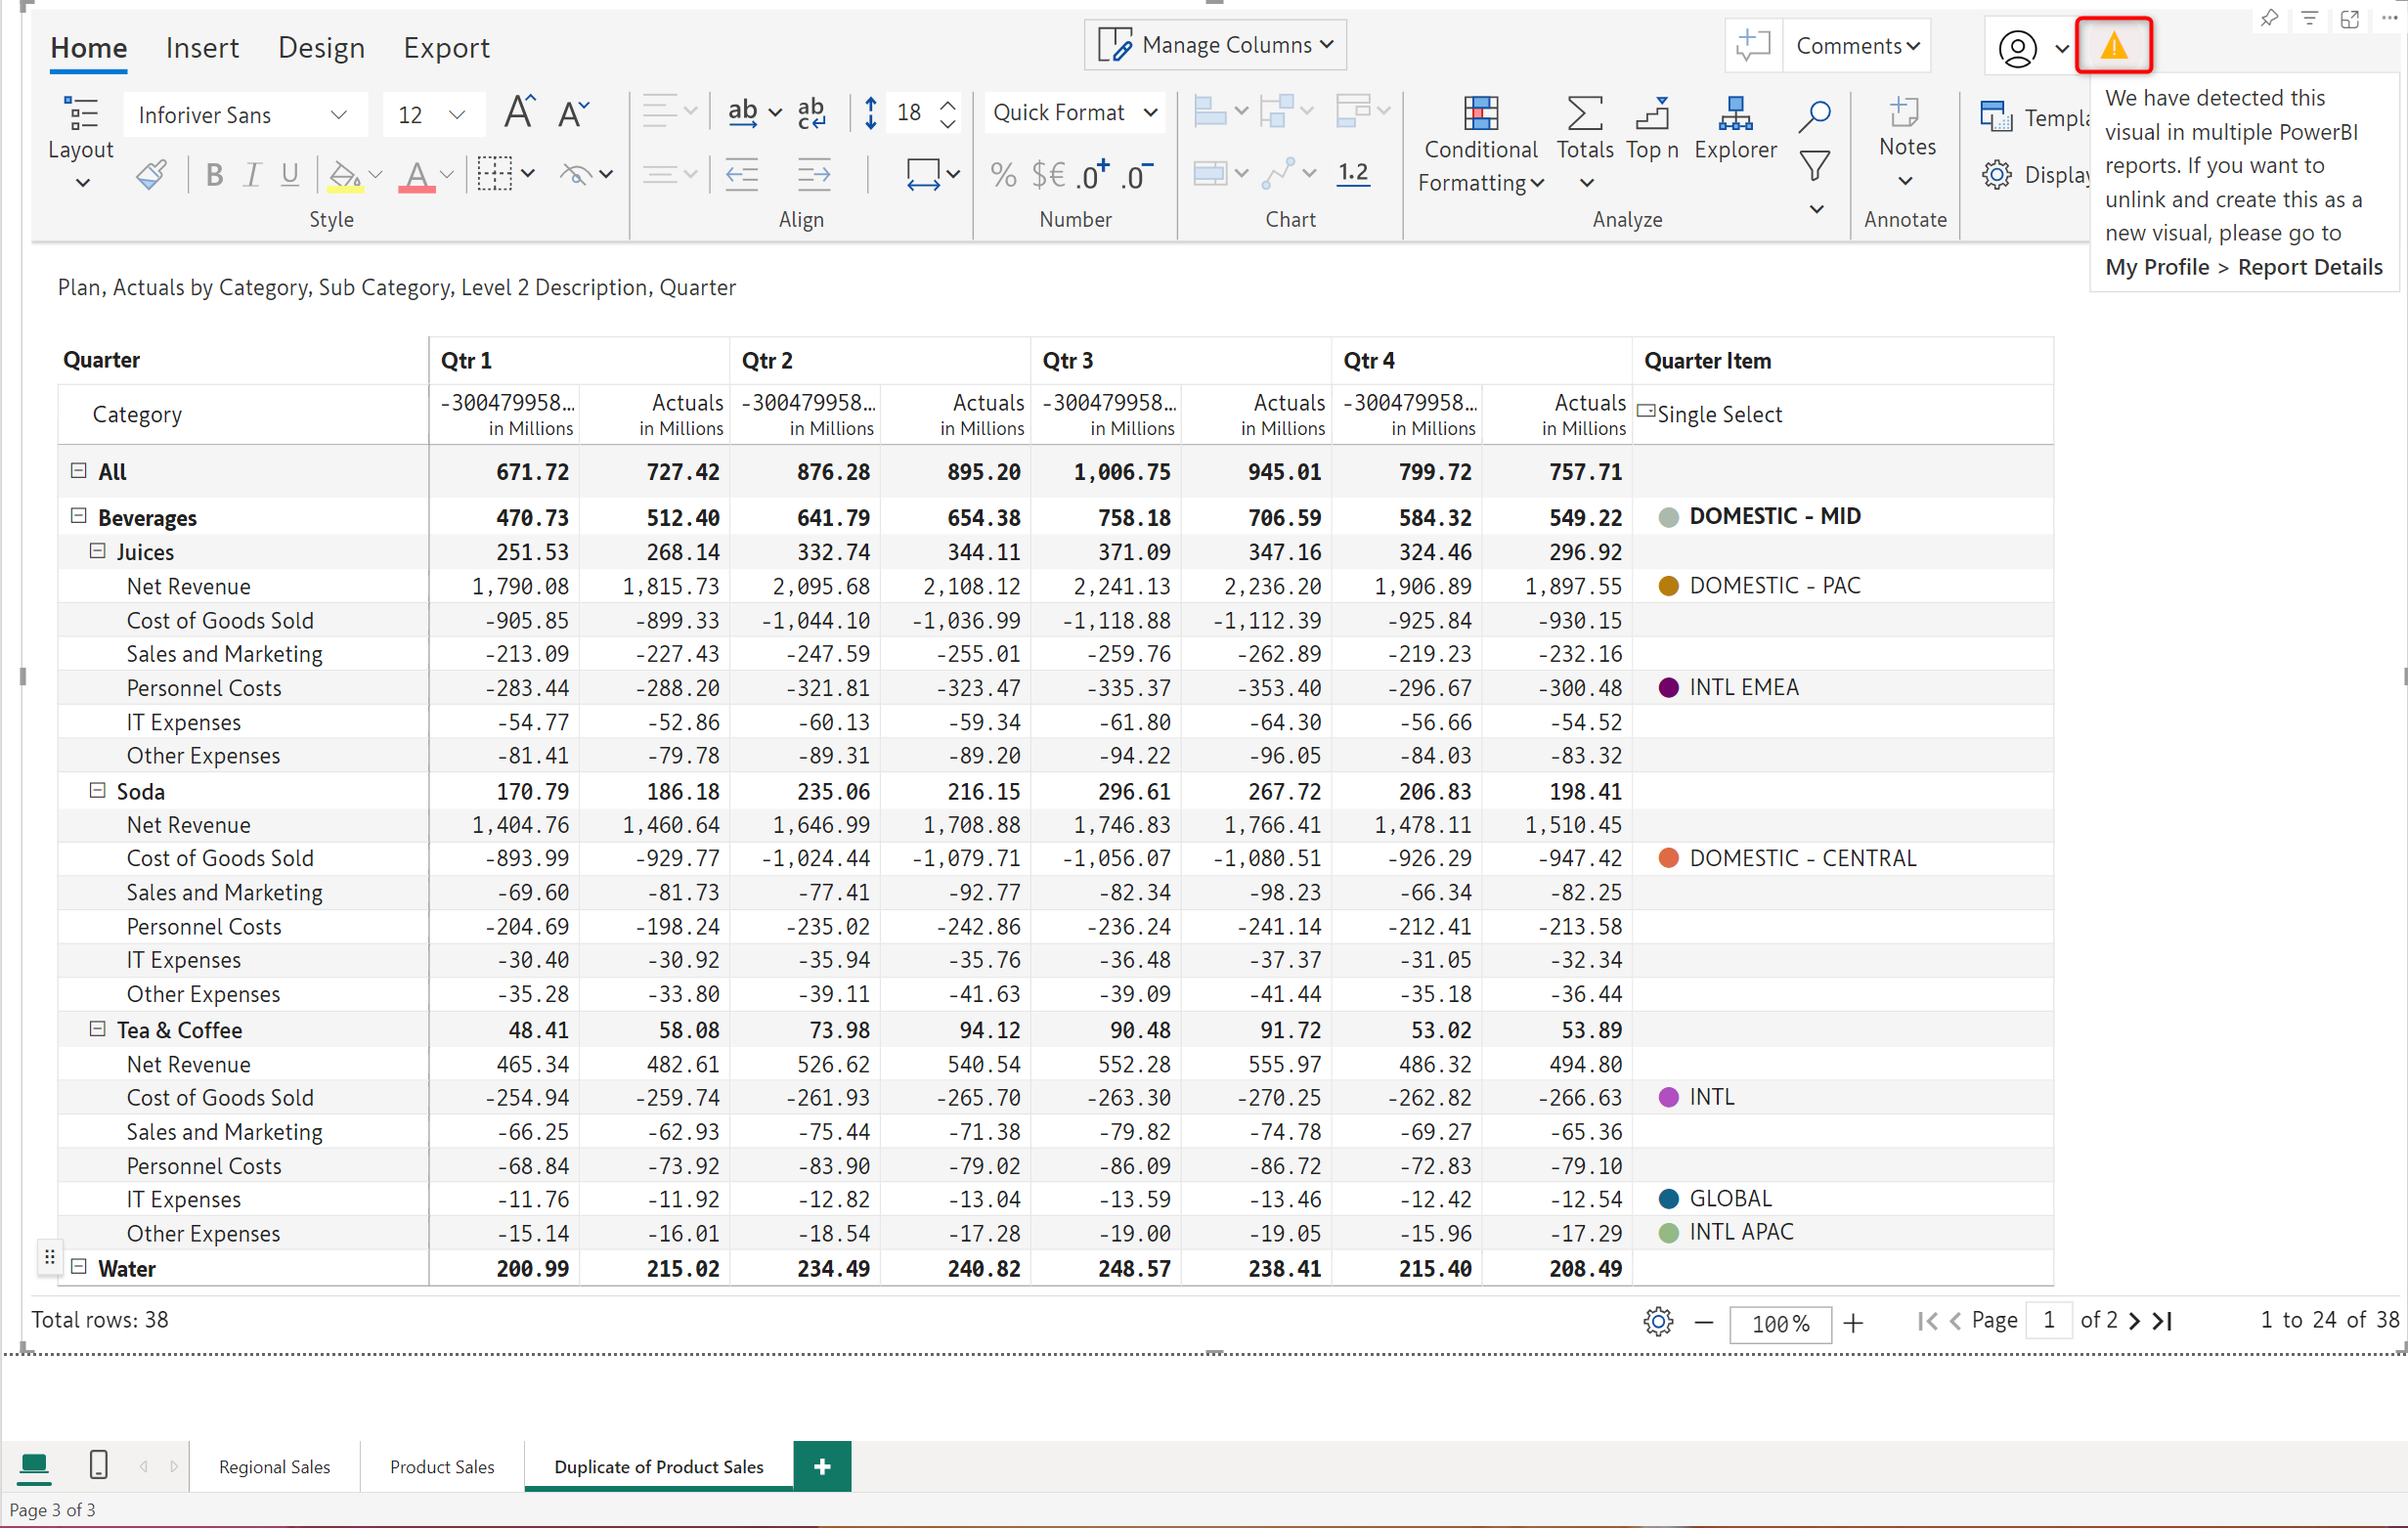 Home Insert Design Export Manage Columns Comments
Layout Inforiver Sans 12 A A ab ab c 18 Quick Format Conditional Formatting Totals Top n Explorer Notes
B I U A % $€ .0+ .0- 1.2 Display
Style Align Number Chart Analyze Annotate
We have detected this
visual in multiple PowerBI
reports. If you want to
unlink and create this as a
new visual, please go to
My Profile > Report Details
Plan, Actuals by Category, Sub Category, Level 2 Description, Quarter
Quarter Qtr 1 Qtr 2 Qtr 3 Qtr 4 Quarter Item
Category -300479958... Actuals -300479958... Actuals -300479958... Actuals -300479958... Actuals Single Select
in Millions in Millions in Millions in Millions in Millions in Millions in Millions in Millions
All 671.72 727.42 876.28 895.20 1,006.75 945.01 799.72 757.71
Beverages 470.73 512.40 641.79 654.38 758.18 706.59 584.32 549.22 DOMESTIC - MID
Juices 251.53 268.14 332.74 344.11 371.09 347.16 324.46 296.92
Net Revenue 1,790.08 1,815.73 2,095.68 2,108.12 2,241.13 2,236.20 1,906.89 1,897.55 DOMESTIC - PAC
Cost of Goods Sold -905.85 -899.33 -1,044.10 -1,036.99 -1,118.88 -1,112.39 -925.84 -930.15
Sales and Marketing -213.09 -227.43 -247.59 -255.01 -259.76 -262.89 -219.23 -232.16
Personnel Costs -283.44 -288.20 -321.81 -323.47 -335.37 -353.40 -296.67 -300.48 INTL EMEA
IT Expenses -54.77 -52.86 -60.13 -59.34 -61.80 -64.30 -56.66 -54.52
Other Expenses -81.41 -79.78 -89.31 -89.20 -94.22 -96.05 -84.03 -83.32
Soda 170.79 186.18 235.06 216.15 296.61 267.72 206.83 198.41
Net Revenue 1,404.76 1,460.64 1,646.99 1,708.88 1,746.83 1,766.41 1,478.11 1,510.45
Cost of Goods Sold -893.99 -929.77 -1,024.44 -1,079.71 -1,056.07 -1,080.51 -926.29 -947.42 DOMESTIC - CENTRAL
Sales and Marketing -69.60 -81.73 -77.41 -92.77 -82.34 -98.23 -66.34 -82.25
Personnel Costs -204.69 -198.24 -235.02 -242.86 -236.24 -241.14 -212.41 -213.58
IT Expenses -30.40 -30.92 -35.94 -35.76 -36.48 -37.37 -31.05 -32.34
Other Expenses -35.28 -33.80 -39.11 -41.63 -39.09 -41.44 -35.18 -36.44
Tea & Coffee 48.41 58.08 73.98 94.12 90.48 91.72 53.02 53.89
Net Revenue 465.34 482.61 526.62 540.54 552.28 555.97 486.32 494.80
Cost of Goods Sold -254.94 -259.74 -261.93 -265.70 -263.30 -270.25 -262.82 -266.63 INTL
Sales and Marketing -66.25 -62.93 -75.44 -71.38 -79.82 -74.78 -69.27 -65.36
Personnel Costs -68.84 -73.92 -83.90 -79.02 -86.09 -86.72 -72.83 -79.10
IT Expenses -11.76 -11.92 -12.82 -13.04 -13.59 -13.46 -12.42 -12.54 GLOBAL
Other Expenses -15.14 -16.01 -18.54 -17.28 -19.00 -19.05 -15.96 -17.29 INTL APAC
Water 200.99 215.02 234.49 240.82 248.57 238.41 215.40 208.49
Total rows: 38 100% Page 1 of 2 1 to 24 of 38
Regional Sales Product Sales Duplicate of Product Sales +
Page 3 of 3